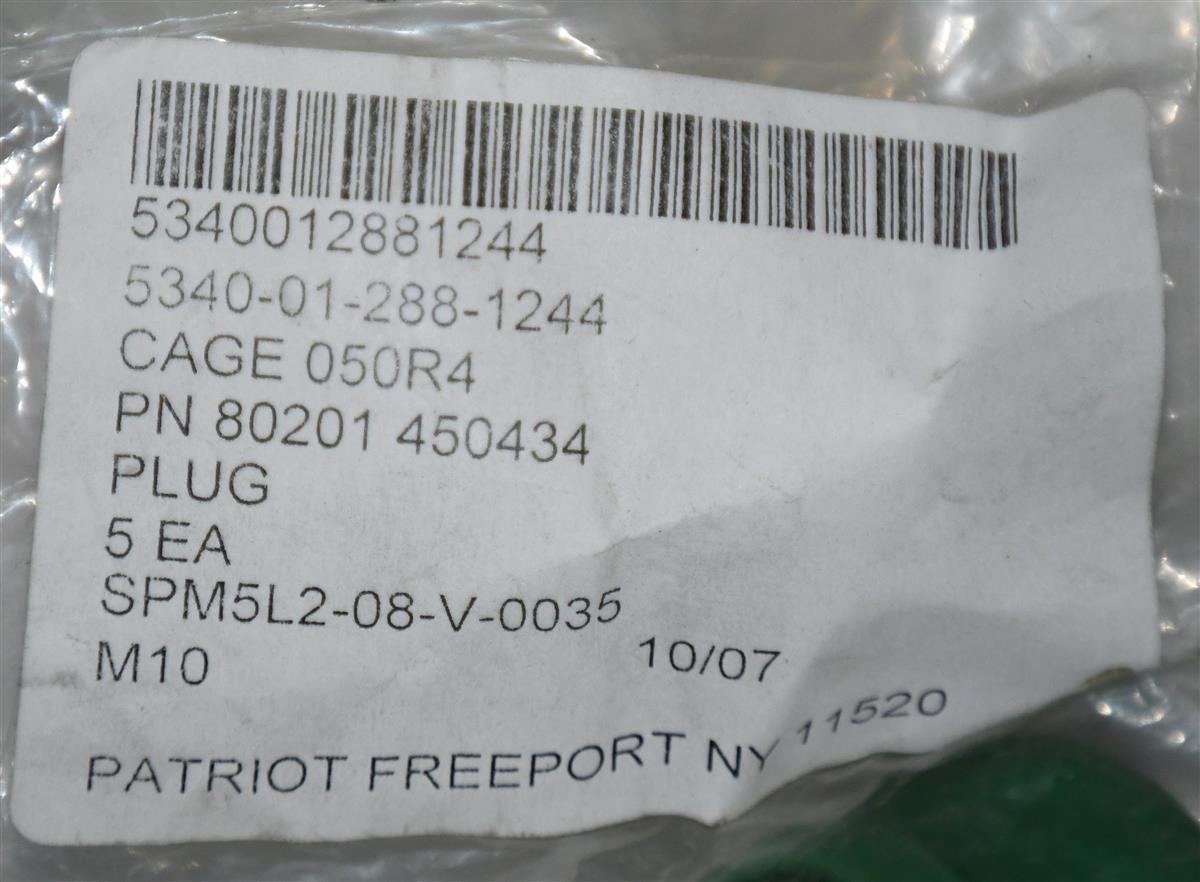 5340012881244
5340-01-288-1244
CAGE 050R4
PN 80201 450434
PLUG
5 EA
SPM5L2-08-V-0035
M10 10/07
PATRIOT FREEPORT NY 11520